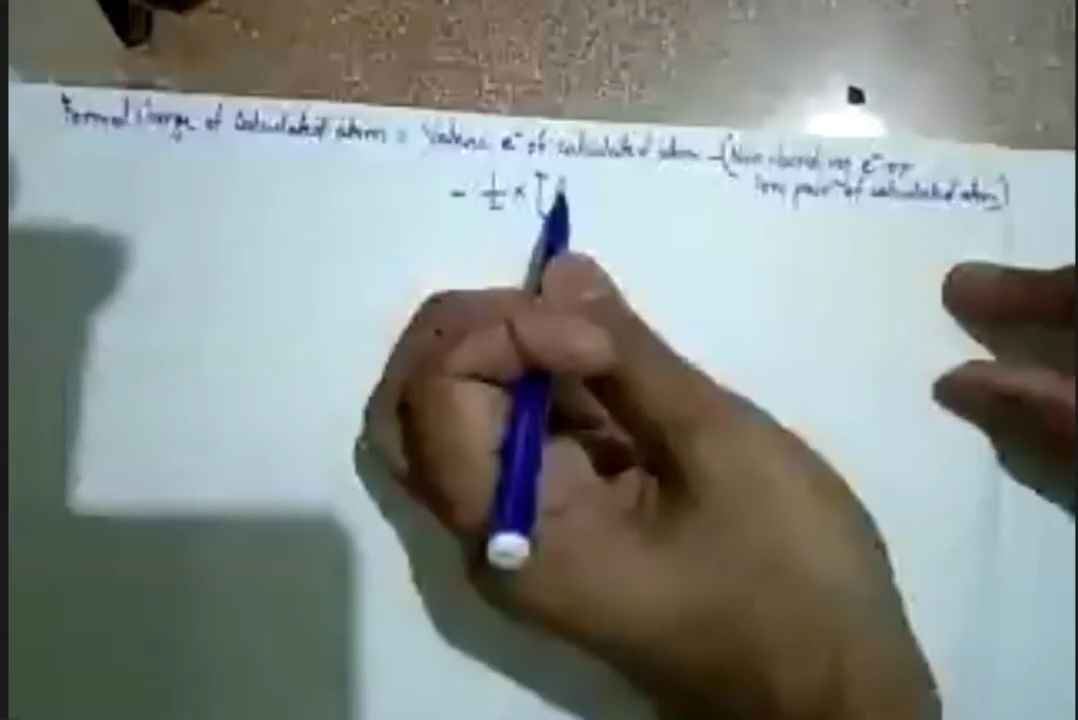 Formal charge of calculated atom = Valence e⁻ of calculated atom - (Non-bonding e⁻ or
lone pair e⁻ of calculated atom)
- 1/2 × [